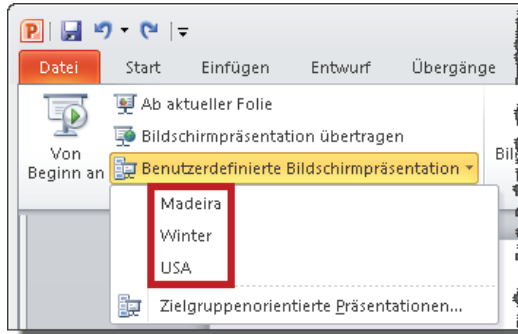 Datei Start Einfügen Entwurf Übergänge
Ab aktueller Folie
Bildschirmpräsentation übertragen
Von
Beginn an
Benutzerdefinierte Bildschirmpräsentation
Madeira
Winter
USA
Zielgruppenorientierte Präsentationen...